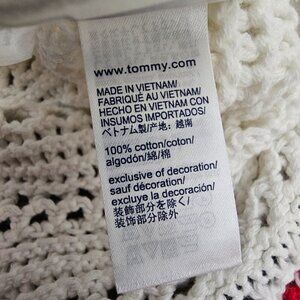 www.tommy.com
MADE IN VIETNAM/
FABRIQUÉ AU VIETNAM/
HECHO EN VIETNAM CON
INSUMOS IMPORTADOS/
ベトナム製/产地：越南
100% cotton/coton/
algodón/綿/棉
exclusive of decoration/
sauf décoration/
excluye la decoración/
装飾部分を除く/
装饰部分除外